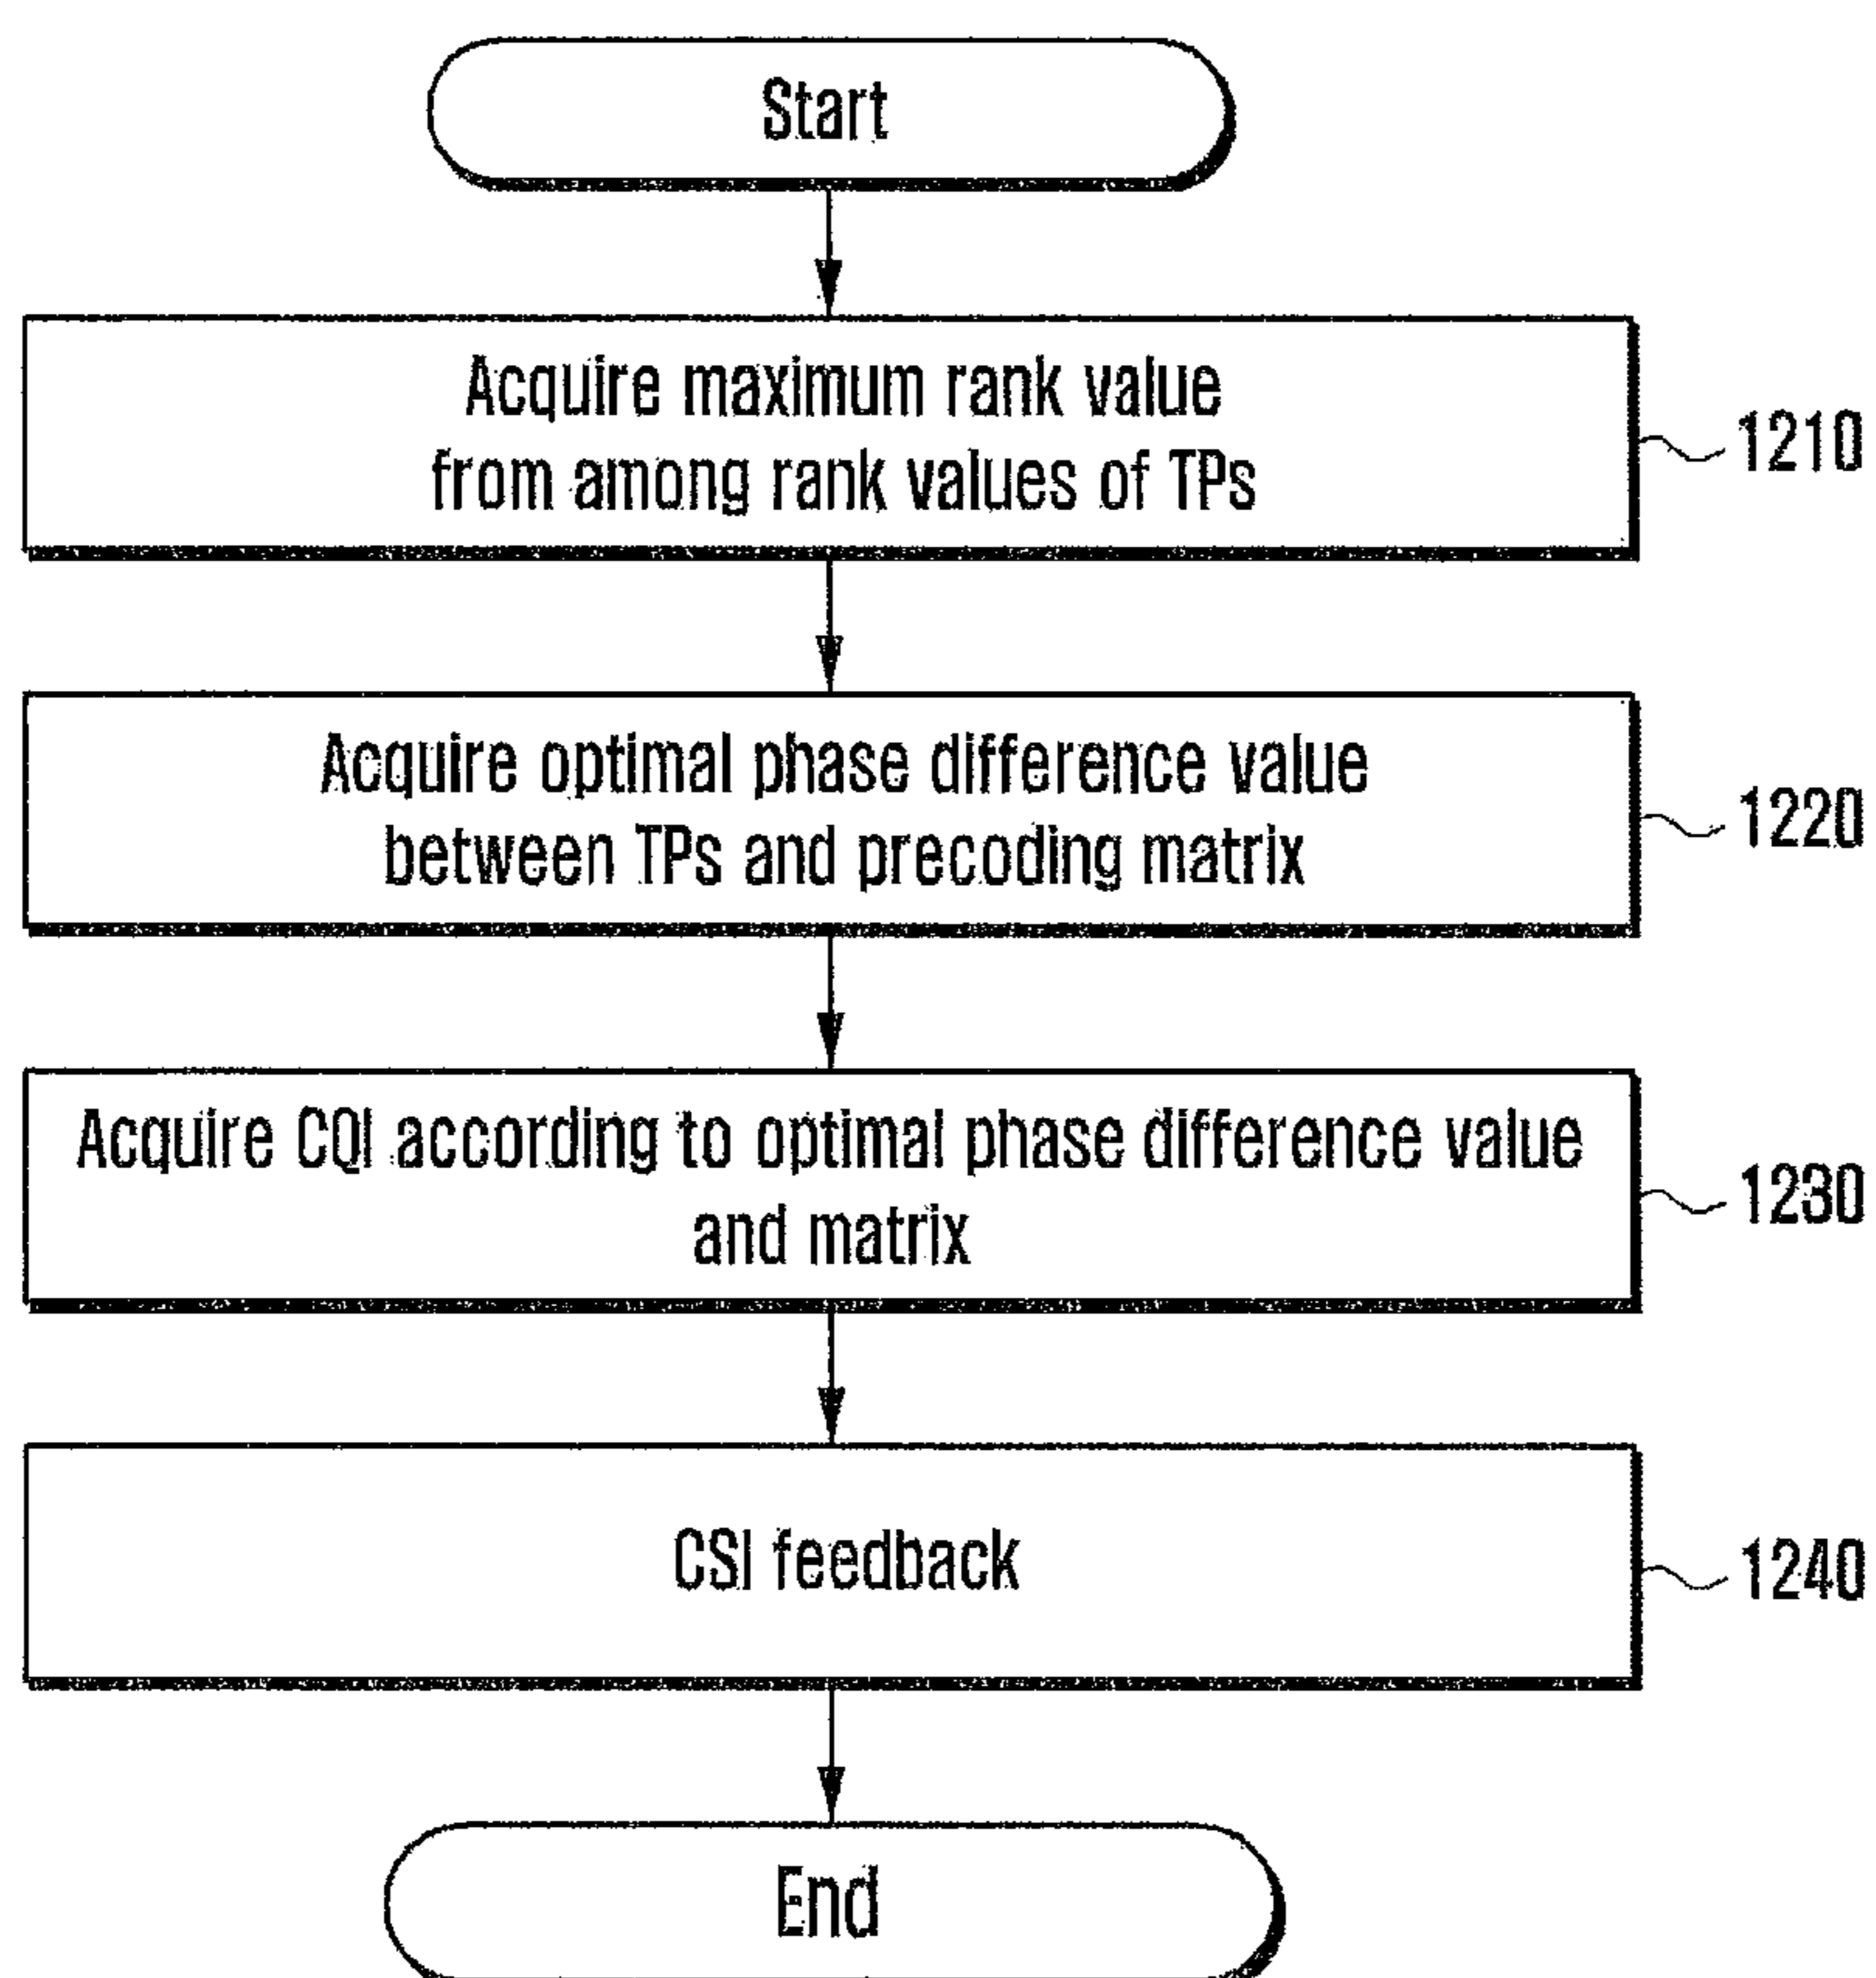 Start
Acquire maximum rank value
from among rank values of TPs
1210
Acquire optimal phase difference value
between TPs and precoding matrix
1220
Acquire CQI according to optimal phase difference value
and matrix
1230
CSI feedback
1240
End